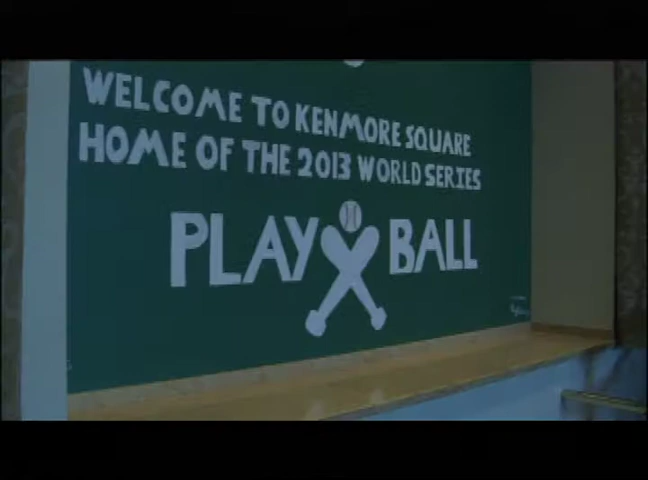 WELCOME TO KENMORE SQUARE
HOME OF THE 2013 WORLD SERIES
PLAY BALL